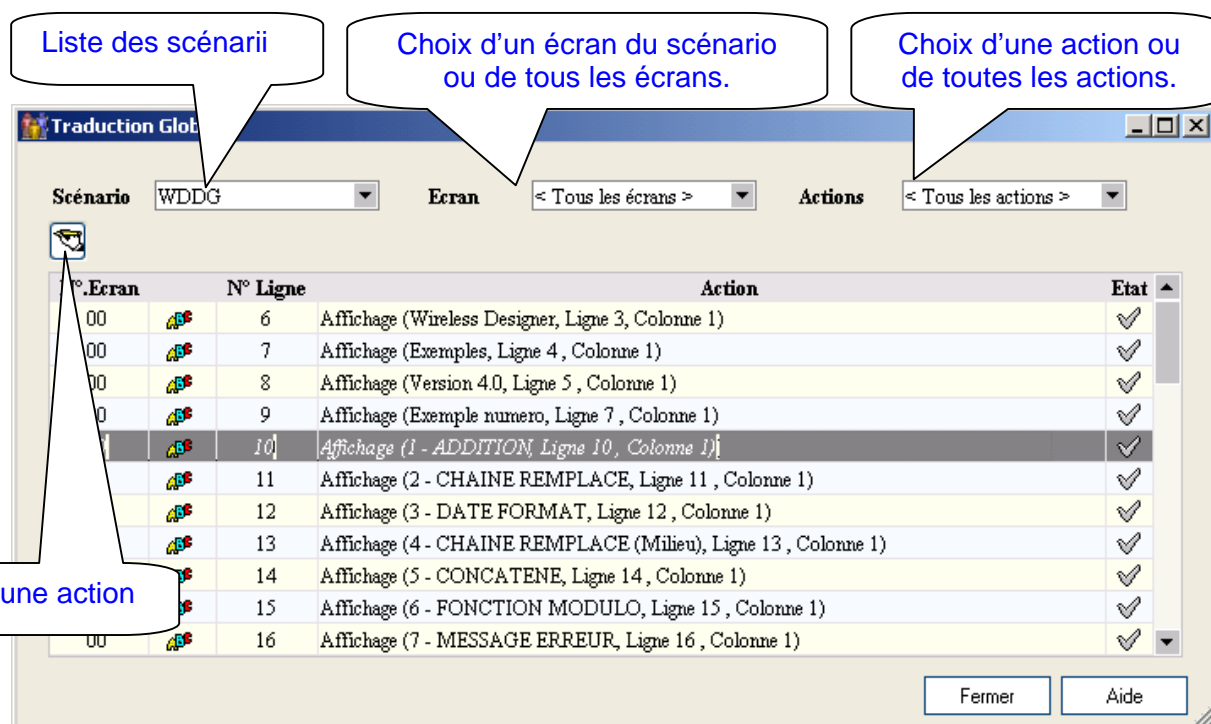 Liste des scénarii
Choix d'un écran du scénario
ou de tous les écrans.
Choix d'une action ou
de toutes les actions.
Traduction Glob
Scénario WDDG Ecran < Tous les écrans > Actions < Tous les actions >
N°.Ecran N° Ligne Action Etat
00 6 Affichage (Wireless Designer, Ligne 3, Colonne 1)
00 7 Affichage (Exemples, Ligne 4 , Colonne 1)
00 8 Affichage (Version 4.0, Ligne 5 , Colonne 1)
0 9 Affichage (Exemple numero, Ligne 7 , Colonne 1)
10 Affichage (1 - ADDITION, Ligne 10 , Colonne 1)
11 Affichage (2 - CHAINE REMPLACE, Ligne 11 , Colonne 1)
12 Affichage (3 - DATE FORMAT, Ligne 12 , Colonne 1)
13 Affichage (4 - CHAINE REMPLACE (Milieu), Ligne 13 , Colonne 1)
14 Affichage (5 - CONCATENE, Ligne 14 , Colonne 1)
une action
15 Affichage (6 - FONCTION MODULO, Ligne 15 , Colonne 1)
00 16 Affichage (7 - MESSAGE ERREUR, Ligne 16 , Colonne 1)
Fermer Aide